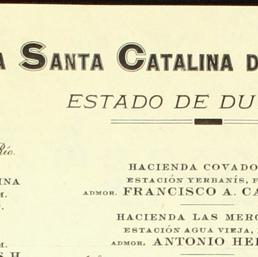 A SANTA CATALINA D
ESTADO DE DU
Río.
HACIENDA COVADO
INA
ESTACIÓN YERBANÍS, F
M.
ADMOR. FRANCISCO A. CA
HACIENDA LAS MERC
ESTACIÓN AGUA VIEJA,
M.
ADMOR. ANTONIO HER
S H